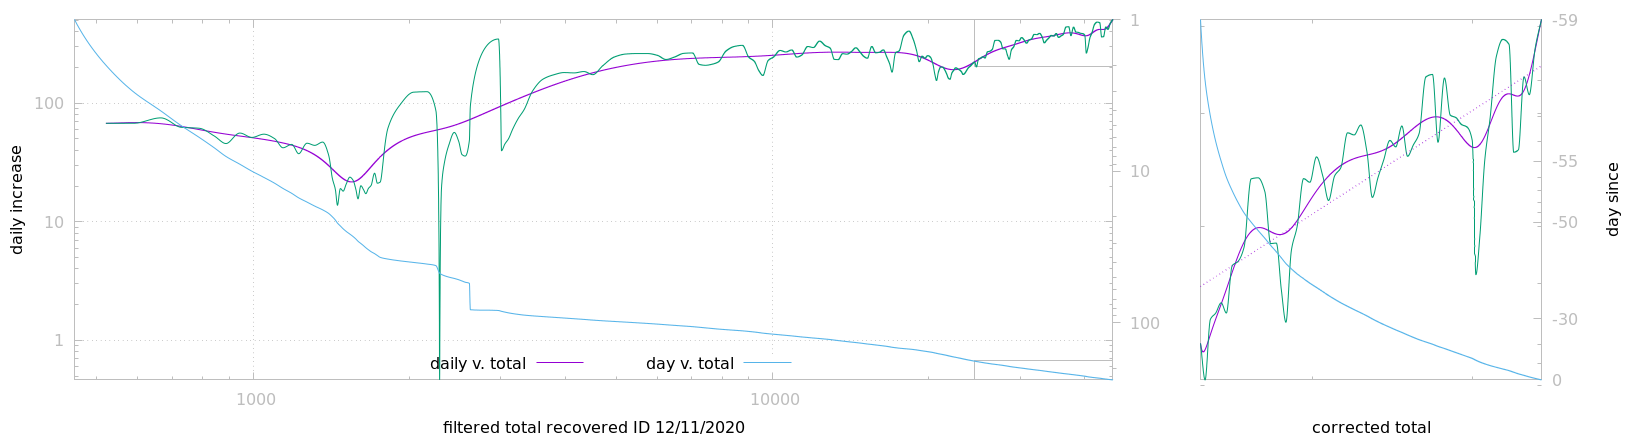 1
-59
100
10
-55
10
-50
1
100
-30
0
daily increase
day since
daily v. total
day v. total
1000
10000
filtered total recovered ID 12/11/2020
corrected total